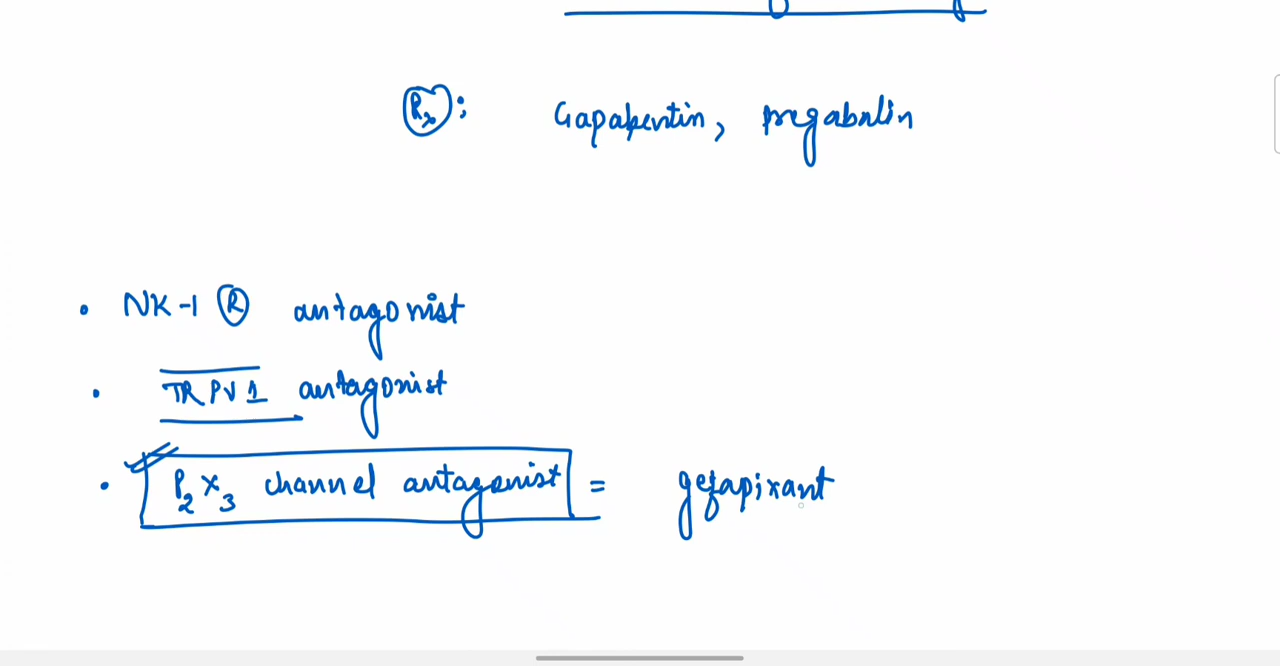 Rx: Gapapentin, pregabalin
• NK-1 R antagonist
• TRPV1 antagonist
• P2X3 channel antagonist = gefapixant